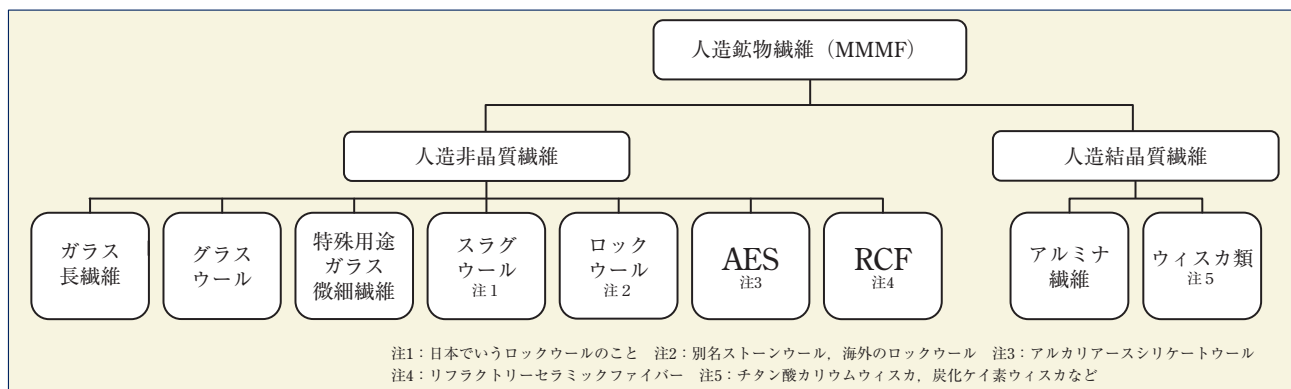 人造鉱物繊維（MMMF）
人造非晶質繊維
人造結晶質繊維
ガラス
長繊維
グラス
ウール
特殊用途
ガラス
微細繊維
スラグ
ウール
注1
ロック
ウール
注2
AES
注3
RCF
注4
アルミナ
繊維
ウィスカ類
注5
注1：日本でいうロックウールのこと　注2：別名ストーンウール，海外のロックウール　注3：アルカリアースシリケートウール
注4：リフラクトリーセラミックファイバー　注5：チタン酸カリウムウィスカ，炭化ケイ素ウィスカなど